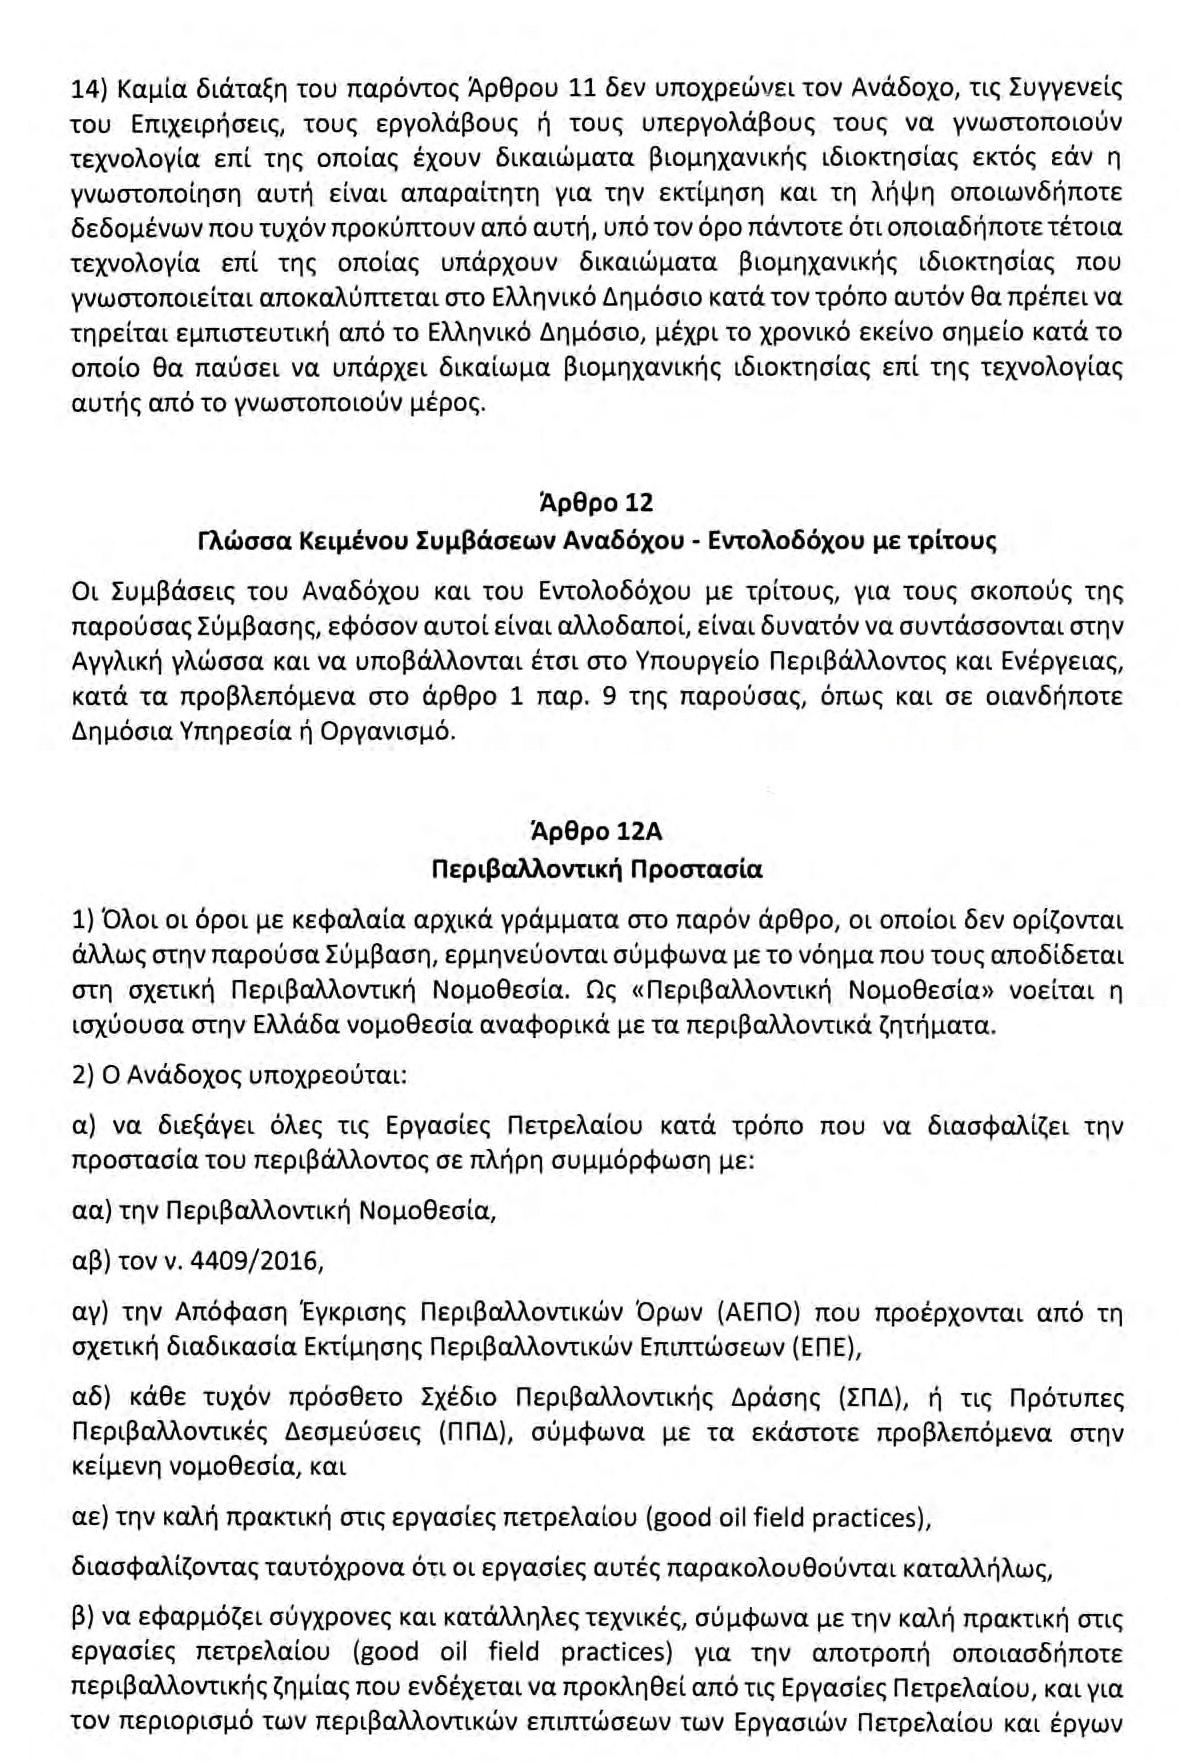 14) Καμία διάταξη του παρόντος Άρθρου 11 δεν υποχρεώνει τον Ανάδοχο, τις Συγγενείς
του Επιχειρήσεις, τους εργολάβους ή τους υπεργολάβους τους να γνωστοποιούν
τεχνολογία επί της οποίας έχουν δικαιώματα βιομηχανικής ιδιοκτησίας εκτός εάν η
γνωστοποίηση αυτή είναι απαραίτητη για την εκτίμηση και τη λήψη οποιωνδήποτε
δεδομένων που τυχόν προκύπτουν από αυτή, υπό τον όρο πάντοτε ότι οποιαδήποτε τέτοια
τεχνολογία επί της οποίας υπάρχουν δικαιώματα βιομηχανικής ιδιοκτησίας που
γνωστοποιείται αποκαλύπτεται στο Ελληνικό Δημόσιο κατά τον τρόπο αυτόν θα πρέπει να
τηρείται εμπιστευτική από το Ελληνικό Δημόσιο, μέχρι το χρονικό εκείνο σημείο κατά το
οποίο θα παύσει να υπάρχει δικαίωμα βιομηχανικής ιδιοκτησίας επί της τεχνολογίας
αυτής από το γνωστοποιούν μέρος.
Άρθρο 12
Γλώσσα Κειμένου Συμβάσεων Αναδόχου - Εντολοδόχου με τρίτους
Οι Συμβάσεις του Αναδόχου και του Εντολοδόχου με τρίτους, για τους σκοπούς της
παρούσας Σύμβασης, εφόσον αυτοί είναι αλλοδαποί, είναι δυνατόν να συντάσσονται στην
Αγγλική γλώσσα και να υποβάλλονται έτσι στο Υπουργείο Περιβάλλοντος και Ενέργειας,
κατά τα προβλεπόμενα στο άρθρο 1 παρ. 9 της παρούσας, όπως και σε οιανδήποτε
Δημόσια Υπηρεσία ή Οργανισμό.
Άρθρο 12Α
Περιβαλλοντική Προστασία
1) Όλοι οι όροι με κεφαλαία αρχικά γράμματα στο παρόν άρθρο, οι οποίοι δεν ορίζονται
άλλως στην παρούσα Σύμβαση, ερμηνεύονται σύμφωνα με το νόημα που τους αποδίδεται
στη σχετική Περιβαλλοντική Νομοθεσία. Ως «Περιβαλλοντική Νομοθεσία» νοείται η
ισχύουσα στην Ελλάδα νομοθεσία αναφορικά με τα περιβαλλοντικά ζητήματα.
2) Ο Ανάδοχος υποχρεούται:
α) να διεξάγει όλες τις Εργασίες Πετρελαίου κατά τρόπο που να διασφαλίζει την
προστασία του περιβάλλοντος σε πλήρη συμμόρφωση με:
αα) την Περιβαλλοντική Νομοθεσία,
αβ) τον ν. 4409/2016,
αγ) την Απόφαση Έγκρισης Περιβαλλοντικών Όρων (ΑΕΠΟ) που προέρχονται από τη
σχετική διαδικασία Εκτίμησης Περιβαλλοντικών Επιπτώσεων (ΕΠΕ),
αδ) κάθε τυχόν πρόσθετο Σχέδιο Περιβαλλοντικής Δράσης (ΣΠΔ), ή τις Πρότυπες
Περιβαλλοντικές Δεσμεύσεις (ΠΠΔ), σύμφωνα με τα εκάστοτε προβλεπόμενα στην
κείμενη νομοθεσία, και
αε) την καλή πρακτική στις εργασίες πετρελαίου (good oil field practices),
διασφαλίζοντας ταυτόχρονα ότι οι εργασίες αυτές παρακολουθούνται καταλλήλως,
β) να εφαρμόζει σύγχρονες και κατάλληλες τεχνικές, σύμφωνα με την καλή πρακτική στις
εργασίες πετρελαίου (good oil field practices) για την αποτροπή οποιασδήποτε
περιβαλλοντικής ζημίας που ενδέχεται να προκληθεί από τις Εργασίες Πετρελαίου, και για
τον περιορισμό των περιβαλλοντικών επιπτώσεων των Εργασιών Πετρελαίου και έργων